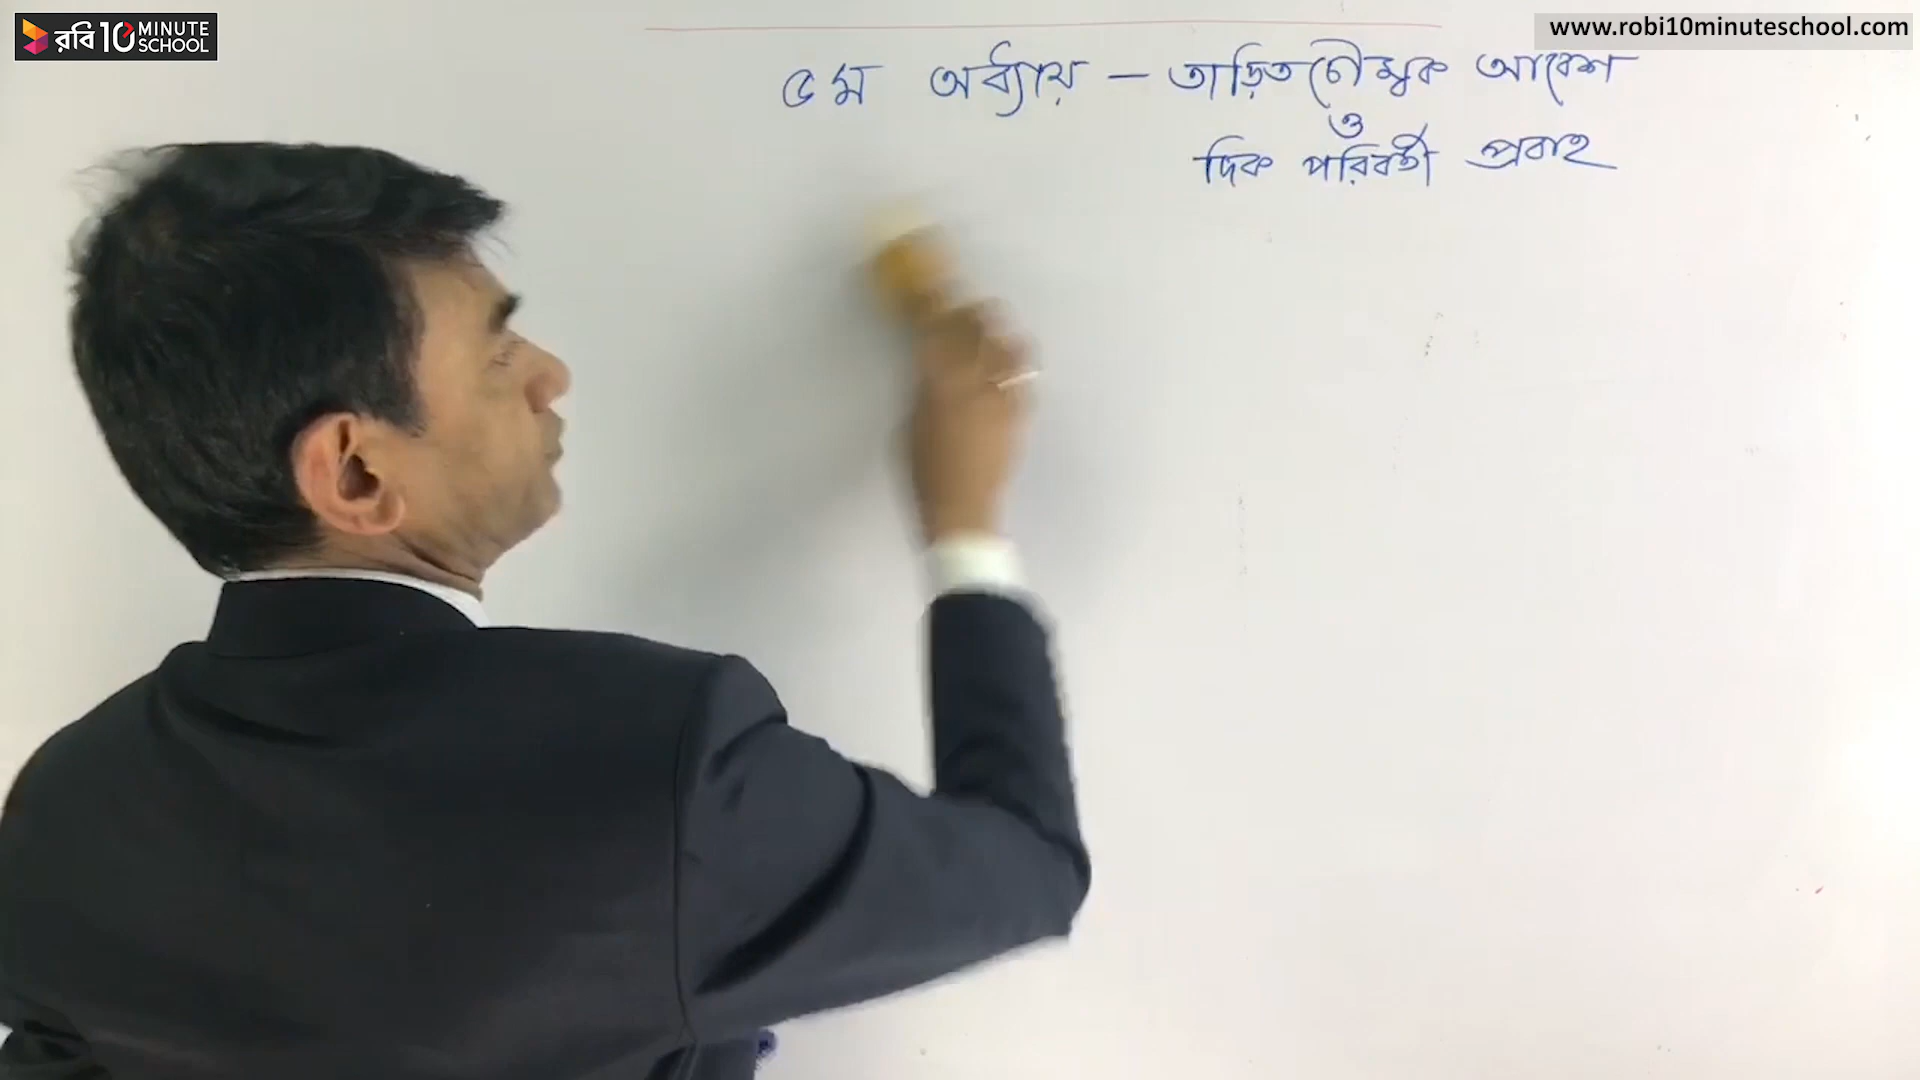 রবি 10 MINUTE SCHOOL
www.robi10minuteschool.com
৫ম অধ্যায় – তাড়িতচৌম্বক আবেশ
ও
দিক পরিবর্তী প্রবাহ